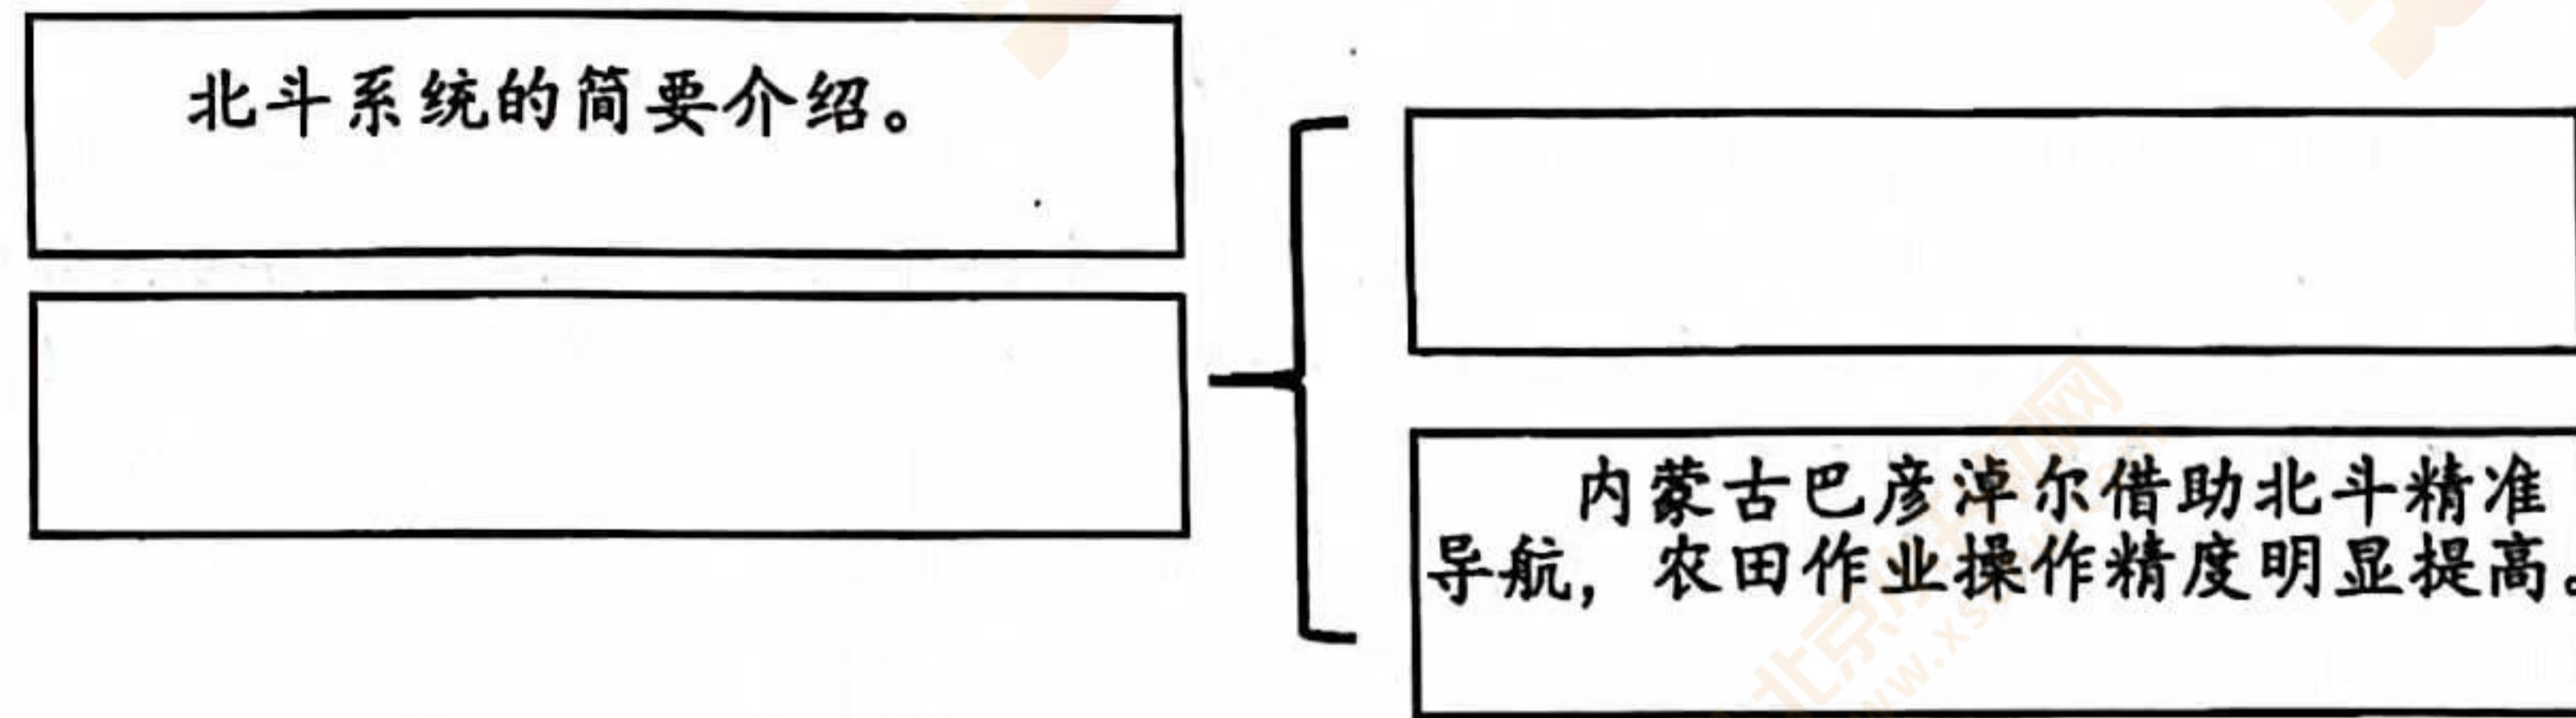 北斗系统的简要介绍。
内蒙古巴彦淖尔借助北斗精准
导航，农田作业操作精度明显提高。